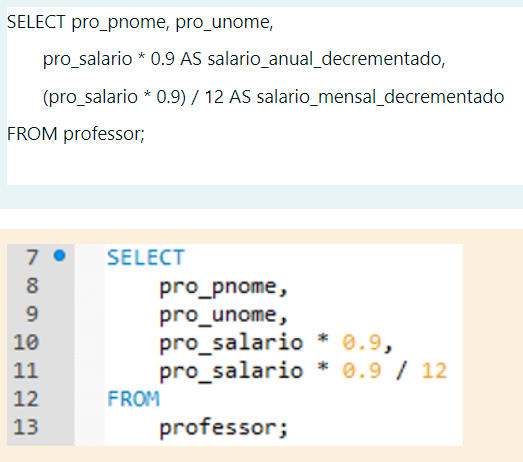 SELECT pro_pnome, pro_unome,
pro_salario * 0.9 AS salario_anual_decrementado,
(pro_salario * 0.9) / 12 AS salario_mensal_decrementado
FROM professor;
7 SELECT
8 pro_pnome,
9 pro_unome,
10 pro_salario * 0.9,
11 pro_salario * 0.9 / 12
12 FROM
13 professor;